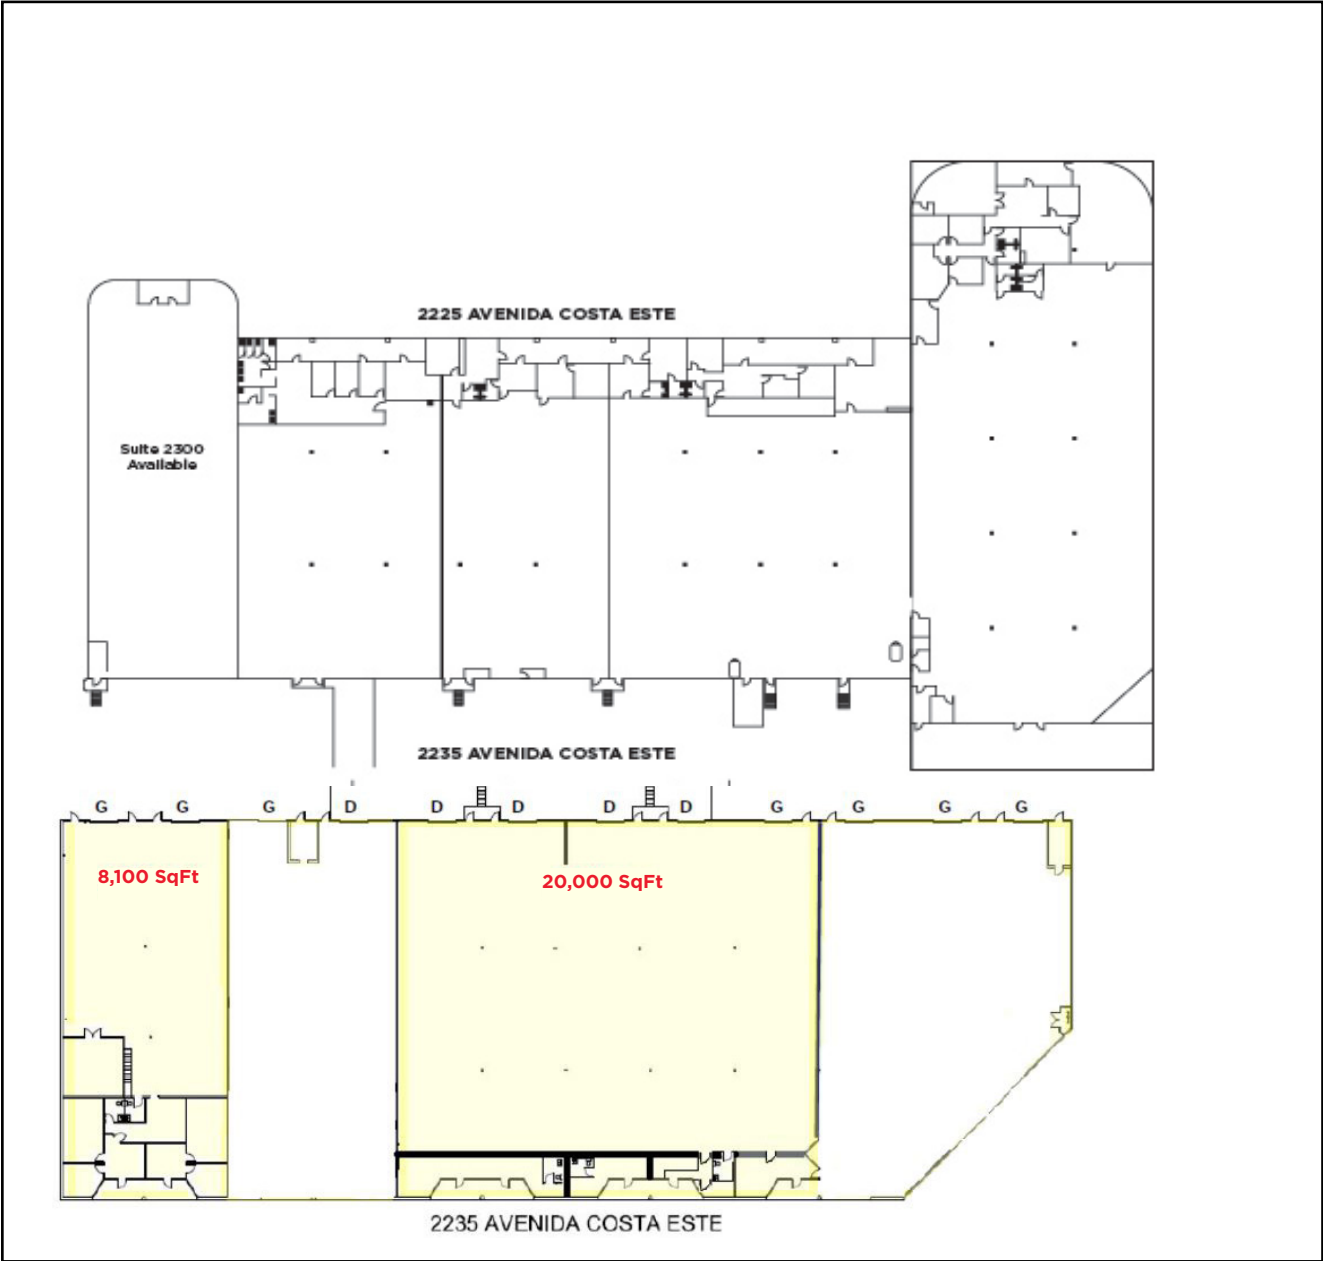 2225 AVENIDA COSTA ESTE
Suite 2300
Available
2235 AVENIDA COSTA ESTE
G G G D D D D D G G G G
8,100 SqFt
20,000 SqFt
2235 AVENIDA COSTA ESTE